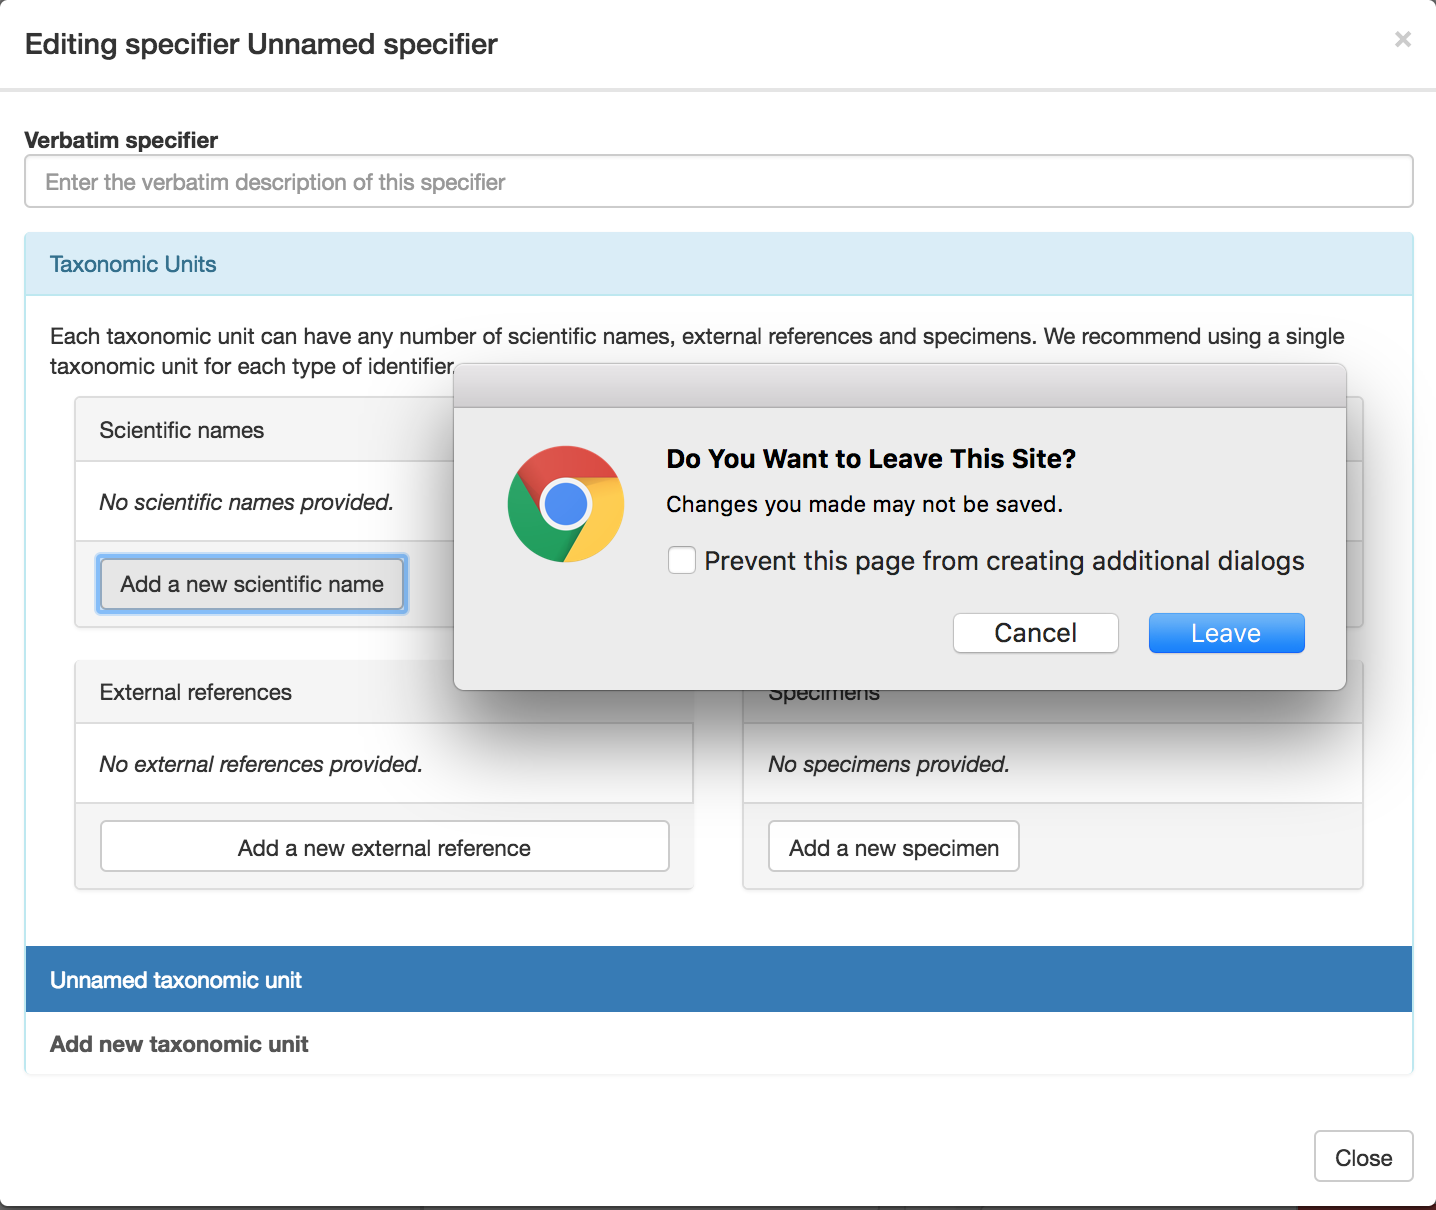 Editing specifier Unnamed specifier
×
Verbatim specifier
Enter the verbatim description of this specifier
Taxonomic Units
Each taxonomic unit can have any number of scientific names, external references and specimens. We recommend using a single
taxonomic unit for each type of identifier.
Scientific names
No scientific names provided.
Add a new scientific name
Do You Want to Leave This Site?
Changes you made may not be saved.
Prevent this page from creating additional dialogs
Cancel
Leave
External references
No external references provided.
Add a new external reference
Specimens
No specimens provided.
Add a new specimen
Unnamed taxonomic unit
Add new taxonomic unit
Close